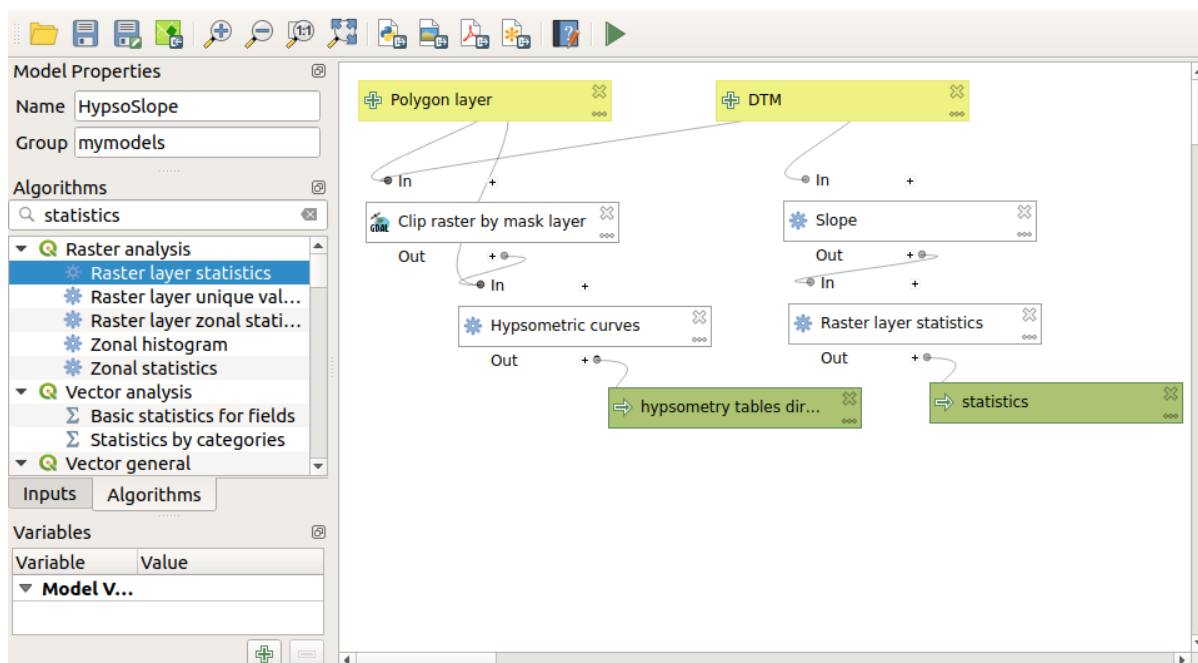 1:1
Model Properties
Name HypsoSlope
Group mymodels
Algorithms
statistics
Raster analysis
Raster layer statistics
Raster layer unique val...
Raster layer zonal stati...
Zonal histogram
Zonal statistics
Vector analysis
Σ Basic statistics for fields
Σ Statistics by categories
Vector general
Inputs Algorithms
Variables
Variable Value
Model V...
Polygon layer
DTM
In +
In +
GDAL Clip raster by mask layer
Slope
Out +
Out +
In +
In +
Hypsometric curves
Raster layer statistics
Out +
Out +
hypsometry tables dir...
statistics